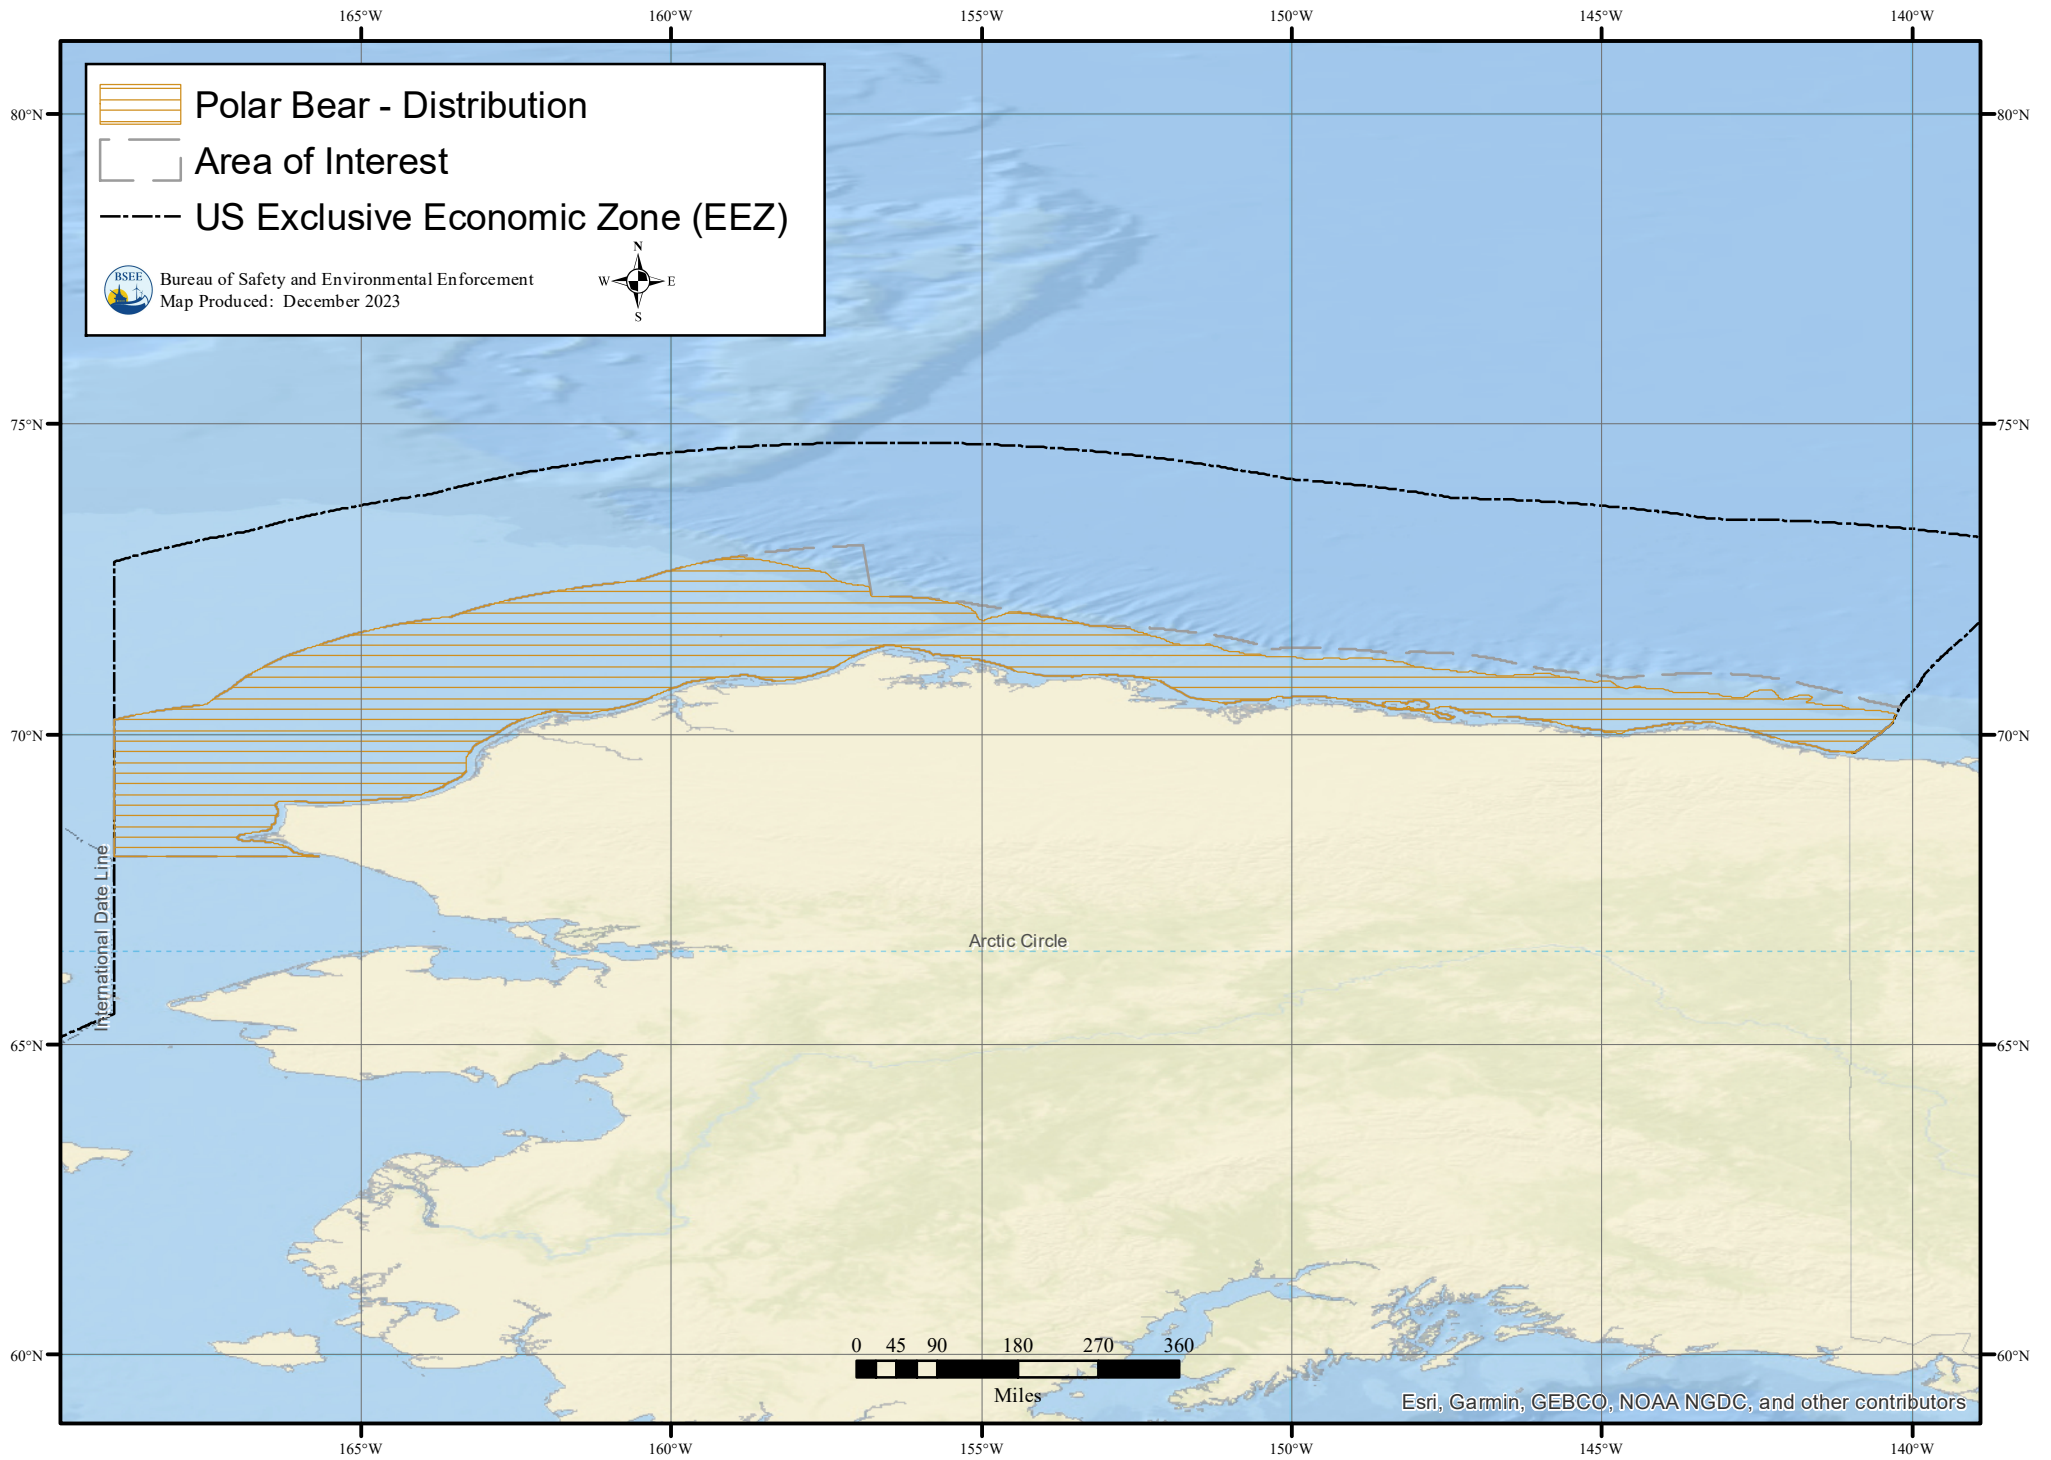 165°W 160°W 155°W 150°W 145°W 140°W
Polar Bear - Distribution
80°N 80°N
Area of Interest
US Exclusive Economic Zone (EEZ)
BSEE
Bureau of Safety and Environmental Enforcement
Map Produced: December 2023
N
W E
S
75°N 75°N
70°N 70°N
International Date Line
Arctic Circle
65°N 65°N
0 45 90 180 270 360
Miles
60°N 60°N
Esri, Garmin, GEBCO, NOAA NGDC, and other contributors
165°W 160°W 155°W 150°W 145°W 140°W